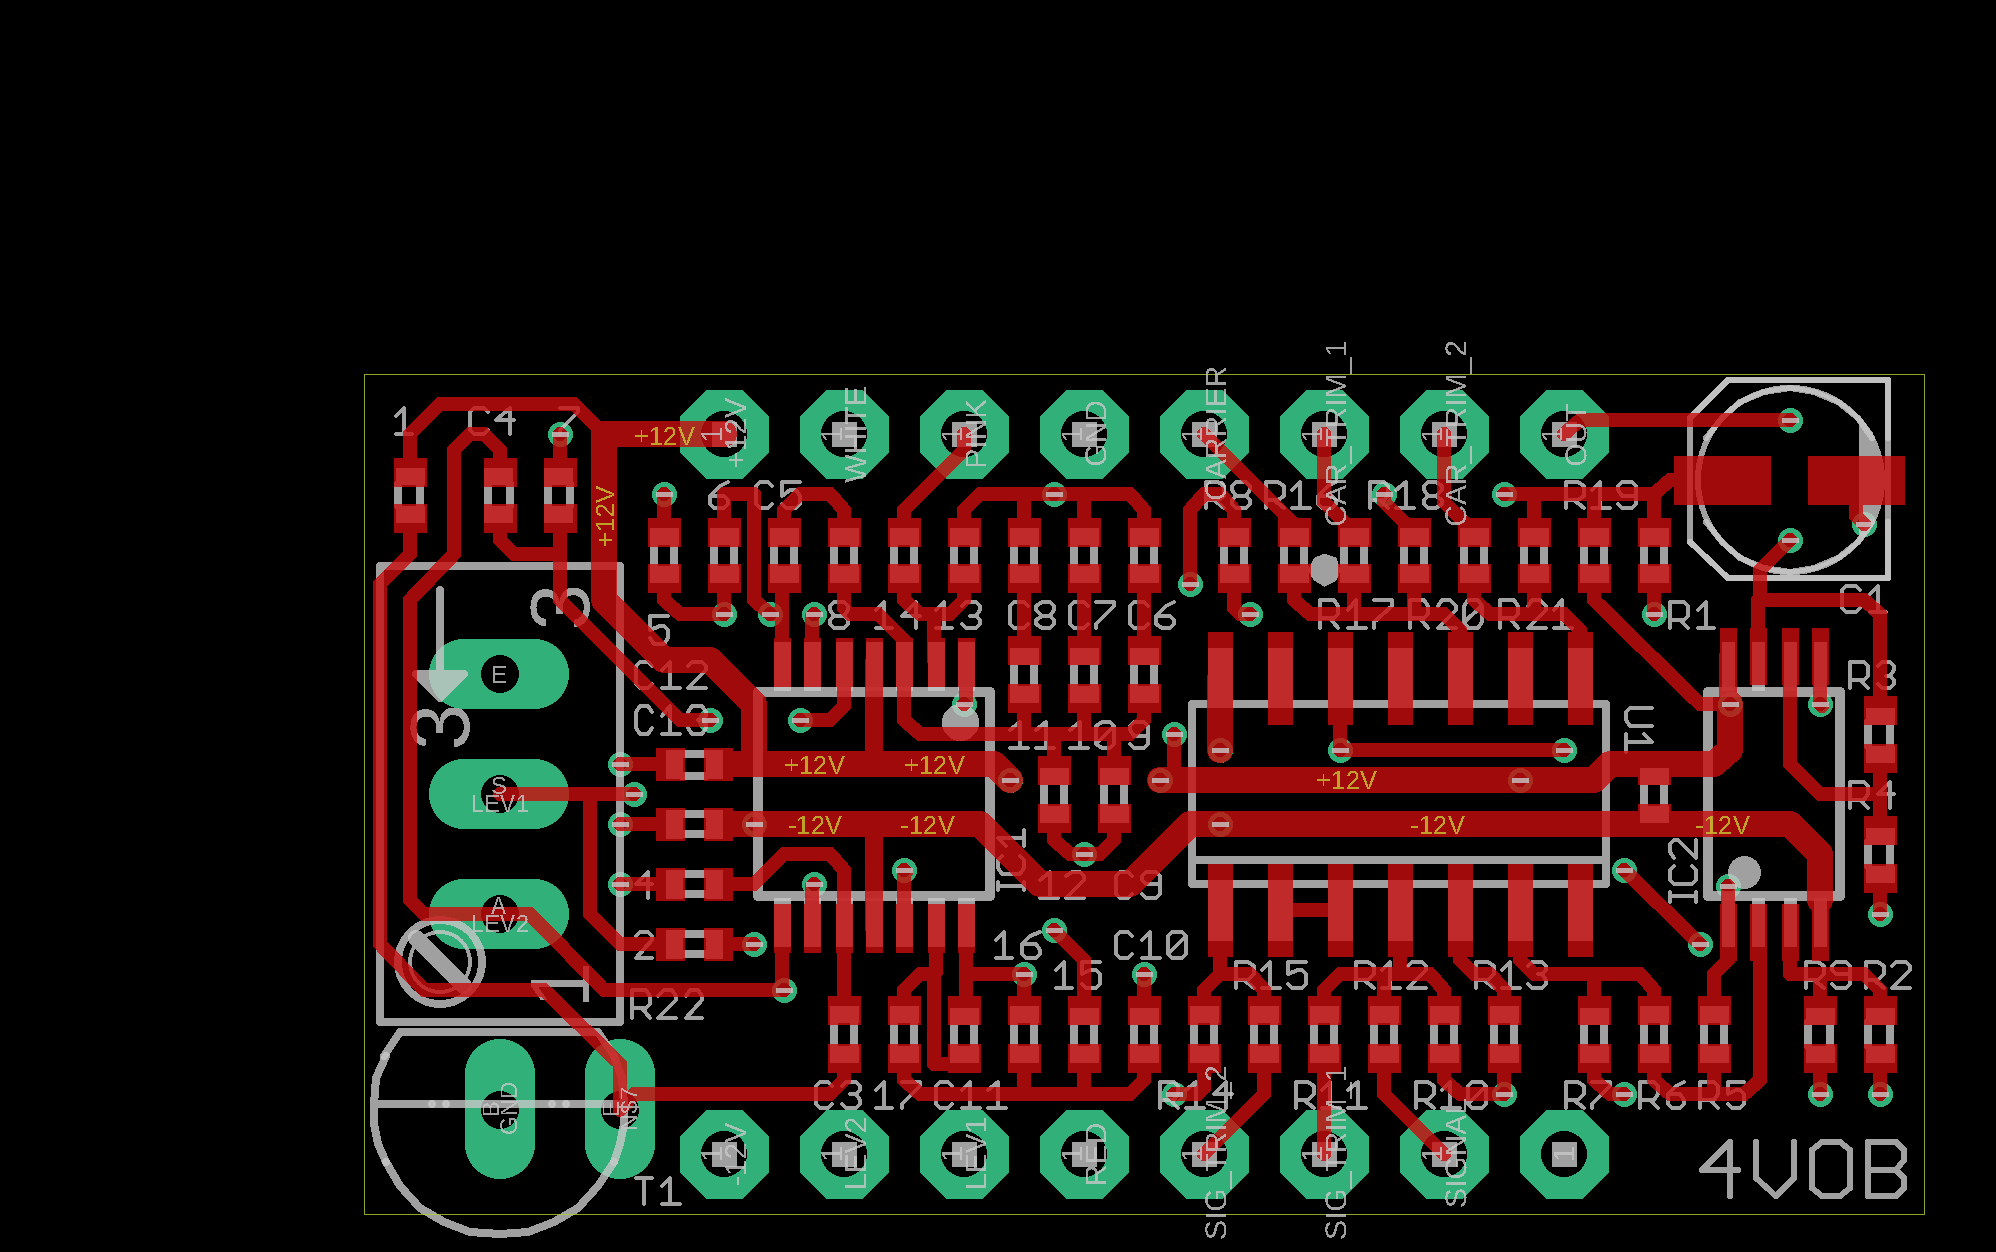 CAR_TRIM_1
CAR_TRIM_2
+12V
WHITE
PINK
GND
CARRIER
OUT
1
C4
7
+12V
+12V
6
C5
R18
R19
5
8
14
13
C8
C7
C6
R17
R20
R21
R1
C1
2
C12
C13
R3
3
E
S
LEV1
A
LEV2
11
10
9
U1
+12V
+12V
+12V
R4
-12V
-12V
-12V
-12V
IC1
IC2
4
12
C9
2
16
C10
1
R22
15
R15
R12
R13
R9
R2
B
GND
E
N$7
C3
17
C11
R14
R11
R10
R7
R6
R5
T1
-12V
LEV2
LEV1
RED
SIG_TRIM_2
SIG_TRIM_1
SIGNAL
1
4VOB